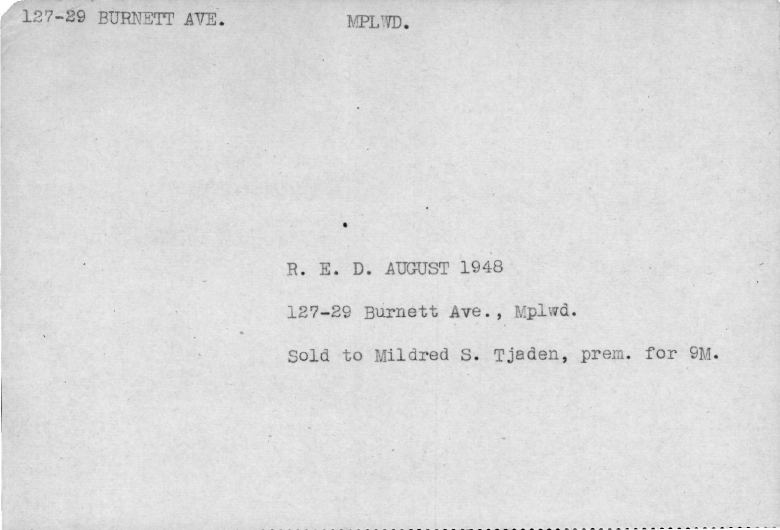 127-29 BURNETT AVE. MPLWD.
R. E. D. AUGUST 1948
127-29 Burnett Ave., Mplwd.
Sold to Mildred S. Tjaden, prem. for 9M.